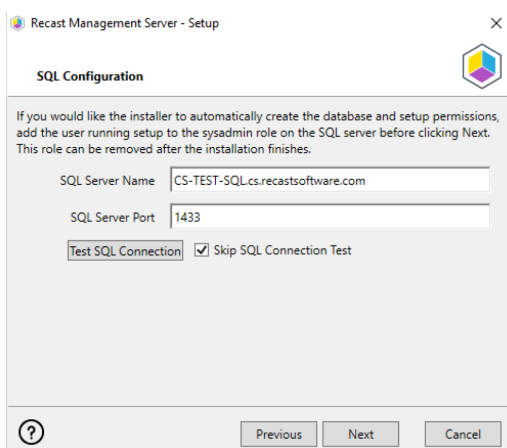 Recast Management Server - Setup
SQL Configuration
If you would like the installer to automatically create the database and setup permissions,
add the user running setup to the sysadmin role on the SQL server before clicking Next.
This role can be removed after the installation finishes.
SQL Server Name CS-TEST-SQL.cs.recastsoftware.com
SQL Server Port 1433
Test SQL Connection Skip SQL Connection Test
? Previous Next Cancel